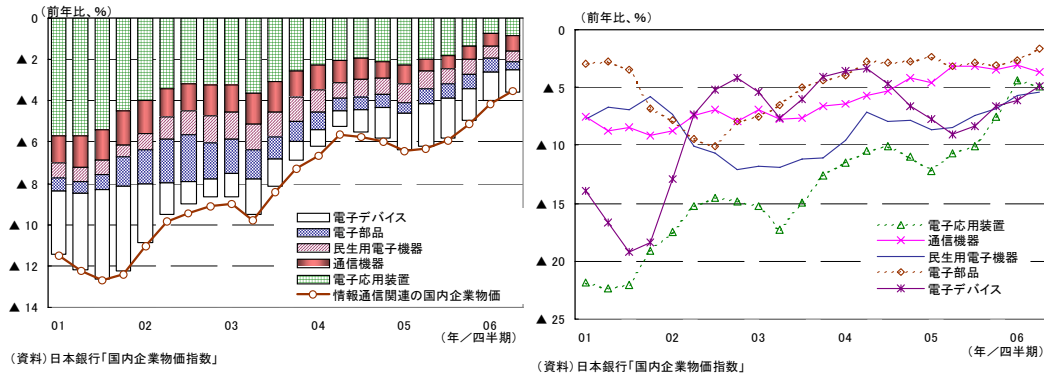 (前年比、%)
0
▲ 2
▲ 4
▲ 6
▲ 8
▲ 10
▲ 12
▲ 14
電子デバイス
電子部品
民生用電子機器
通信機器
電子応用装置
情報通信関連の国内企業物価
01 02 03 04 05 06
(年/四半期)
(資料)日本銀行「国内企業物価指数」
(前年比、%)
0
▲ 5
▲ 10
▲ 15
▲ 20
▲ 25
電子応用装置
通信機器
民生用電子機器
電子部品
電子デバイス
01 02 03 04 05 06
(年/四半期)
(資料)日本銀行「国内企業物価指数」